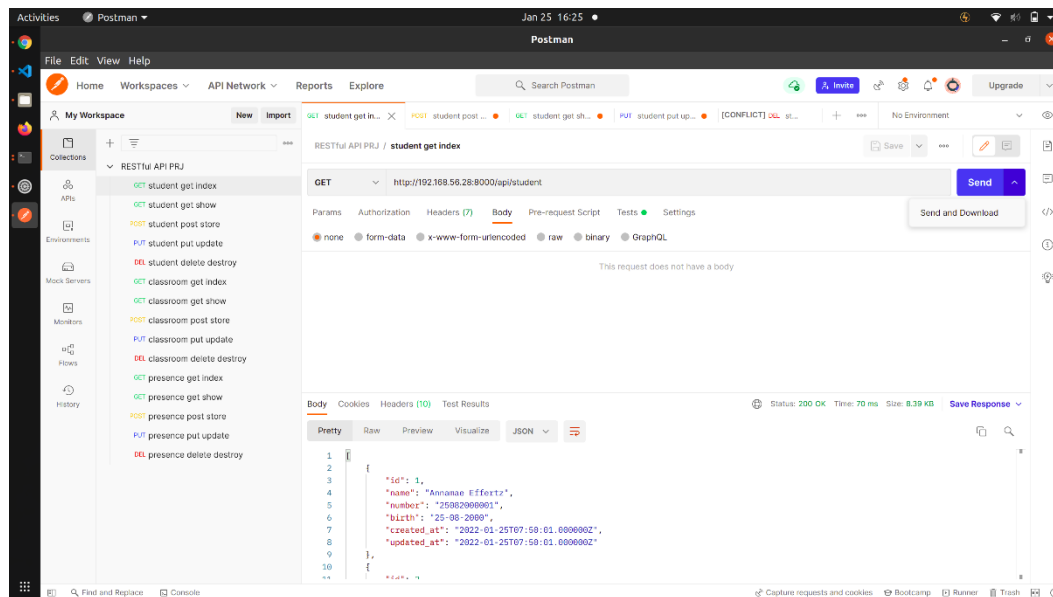 Activities Postman Jan 25 16:25
Postman
File Edit View Help
Home Workspaces API Network Reports Explore Search Postman Invite Upgrade
My Workspace New Import GET student get in... POST student post ... GET student get sh... PUT student put up... [CONFLICT] DEL st... No Environment
Collections
APIs
Environments
Mock Servers
Monitors
Flows
History
RESTful API PRJ
GET student get index
GET student get show
POST student post store
PUT student put update
DEL student delete destroy
GET classroom get index
GET classroom get show
POST classroom post store
PUT classroom put update
DEL classroom delete destroy
GET presence get index
GET presence get show
POST presence post store
PUT presence put update
DEL presence delete destroy
RESTful API PRJ / student get index Save
GET http://192.168.56.28:8000/api/student Send
Send and Download
Params Authorization Headers (7) Body Pre-request Script Tests Settings
none form-data x-www-form-urlencoded raw binary GraphQL
This request does not have a body
Body Cookies Headers (10) Test Results Status: 200 OK Time: 70 ms Size: 8.39 KB Save Response
Pretty Raw Preview Visualize JSON
1 [
2 {
3 "id": 1,
4 "name": "Annamae Effertz",
5 "number": "25082000001",
6 "birth": "25-08-2000",
7 "created_at": "2022-01-25T07:50:01.000000Z",
8 "updated_at": "2022-01-25T07:50:01.000000Z"
9 },
10 {
11 "id": 2
Find and Replace Console Capture requests and cookies Bootcamp Runner Trash